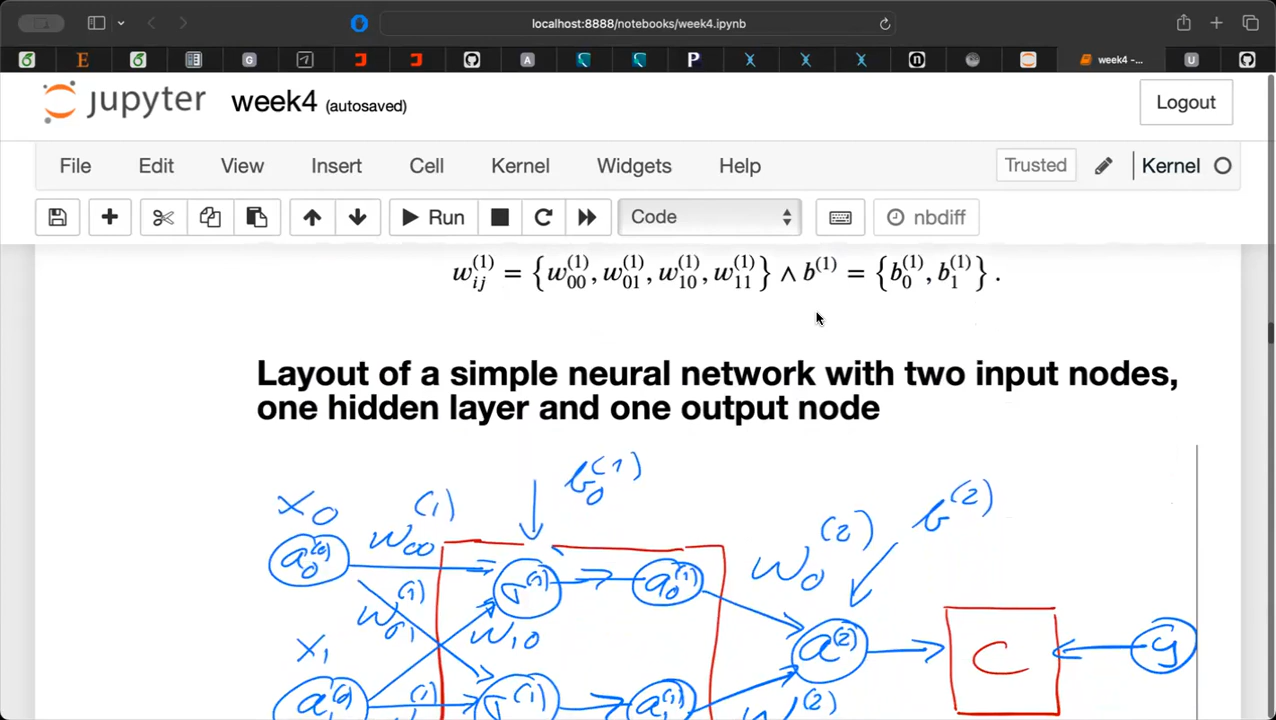 localhost:8888/notebooks/week4.ipynb
week4 -...
jupyter week4 (autosaved)
Logout
File Edit View Insert Cell Kernel Widgets Help Trusted Kernel
Run Code nbdiff
w_{ij}^{(1)} = {w_{00}^{(1)}, w_{01}^{(1)}, w_{10}^{(1)}, w_{11}^{(1)}} ∧ b^{(1)} = {b_0^{(1)}, b_1^{(1)}} .
Layout of a simple neural network with two input nodes,
one hidden layer and one output node
b_0^{(1)}
x_0 w_{00}^{(1)} w_0^{(2)} b^{(2)}
a_0^{(0)} a_0^{(1)}
w_{01}^{(1)} w_{10}
x_1 a^{(2)} C y
a_1^{(0)} a_1^{(1)}